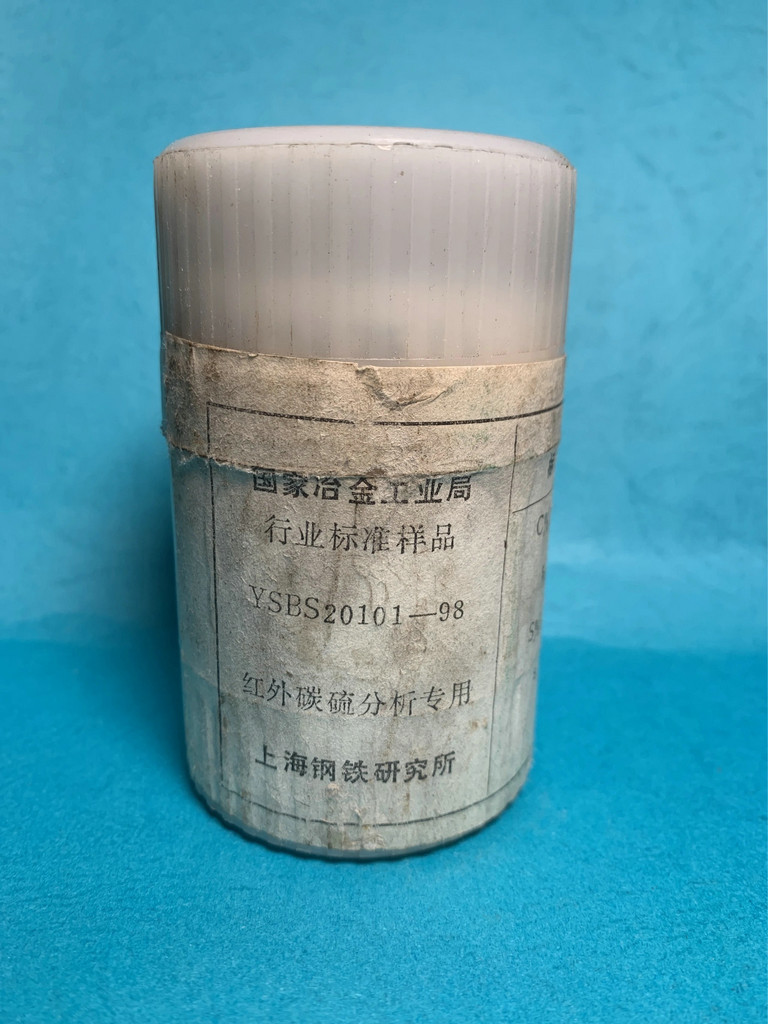 国家冶金工业局
行业标准样品
YSBS20101—98
红外碳硫分析专用
上海钢铁研究所